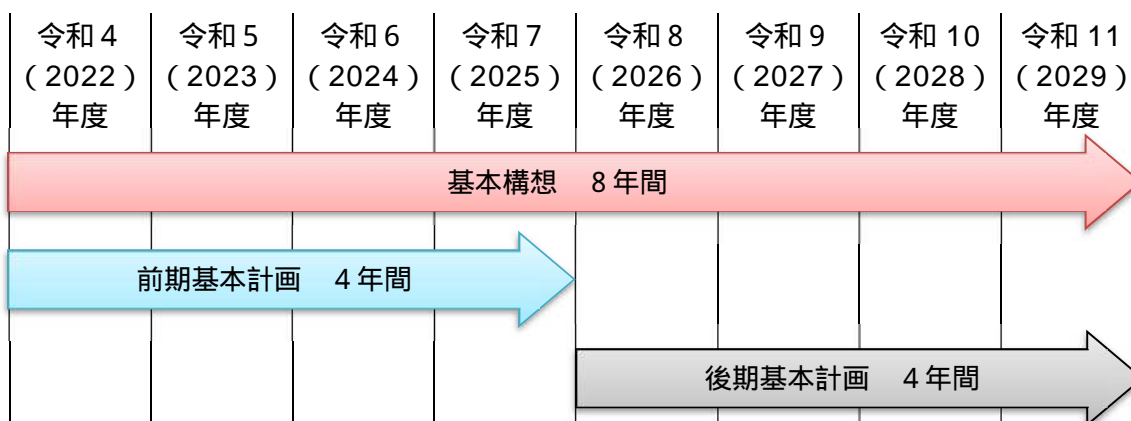 令和4 令和5 令和6 令和7 令和8 令和9 令和 10 令和 11
（2022） （2023） （2024） （2025） （2026） （2027） （2028） （2029）
年度 年度 年度 年度 年度 年度 年度 年度
基本構想　8年間
前期基本計画　4年間
後期基本計画　4年間